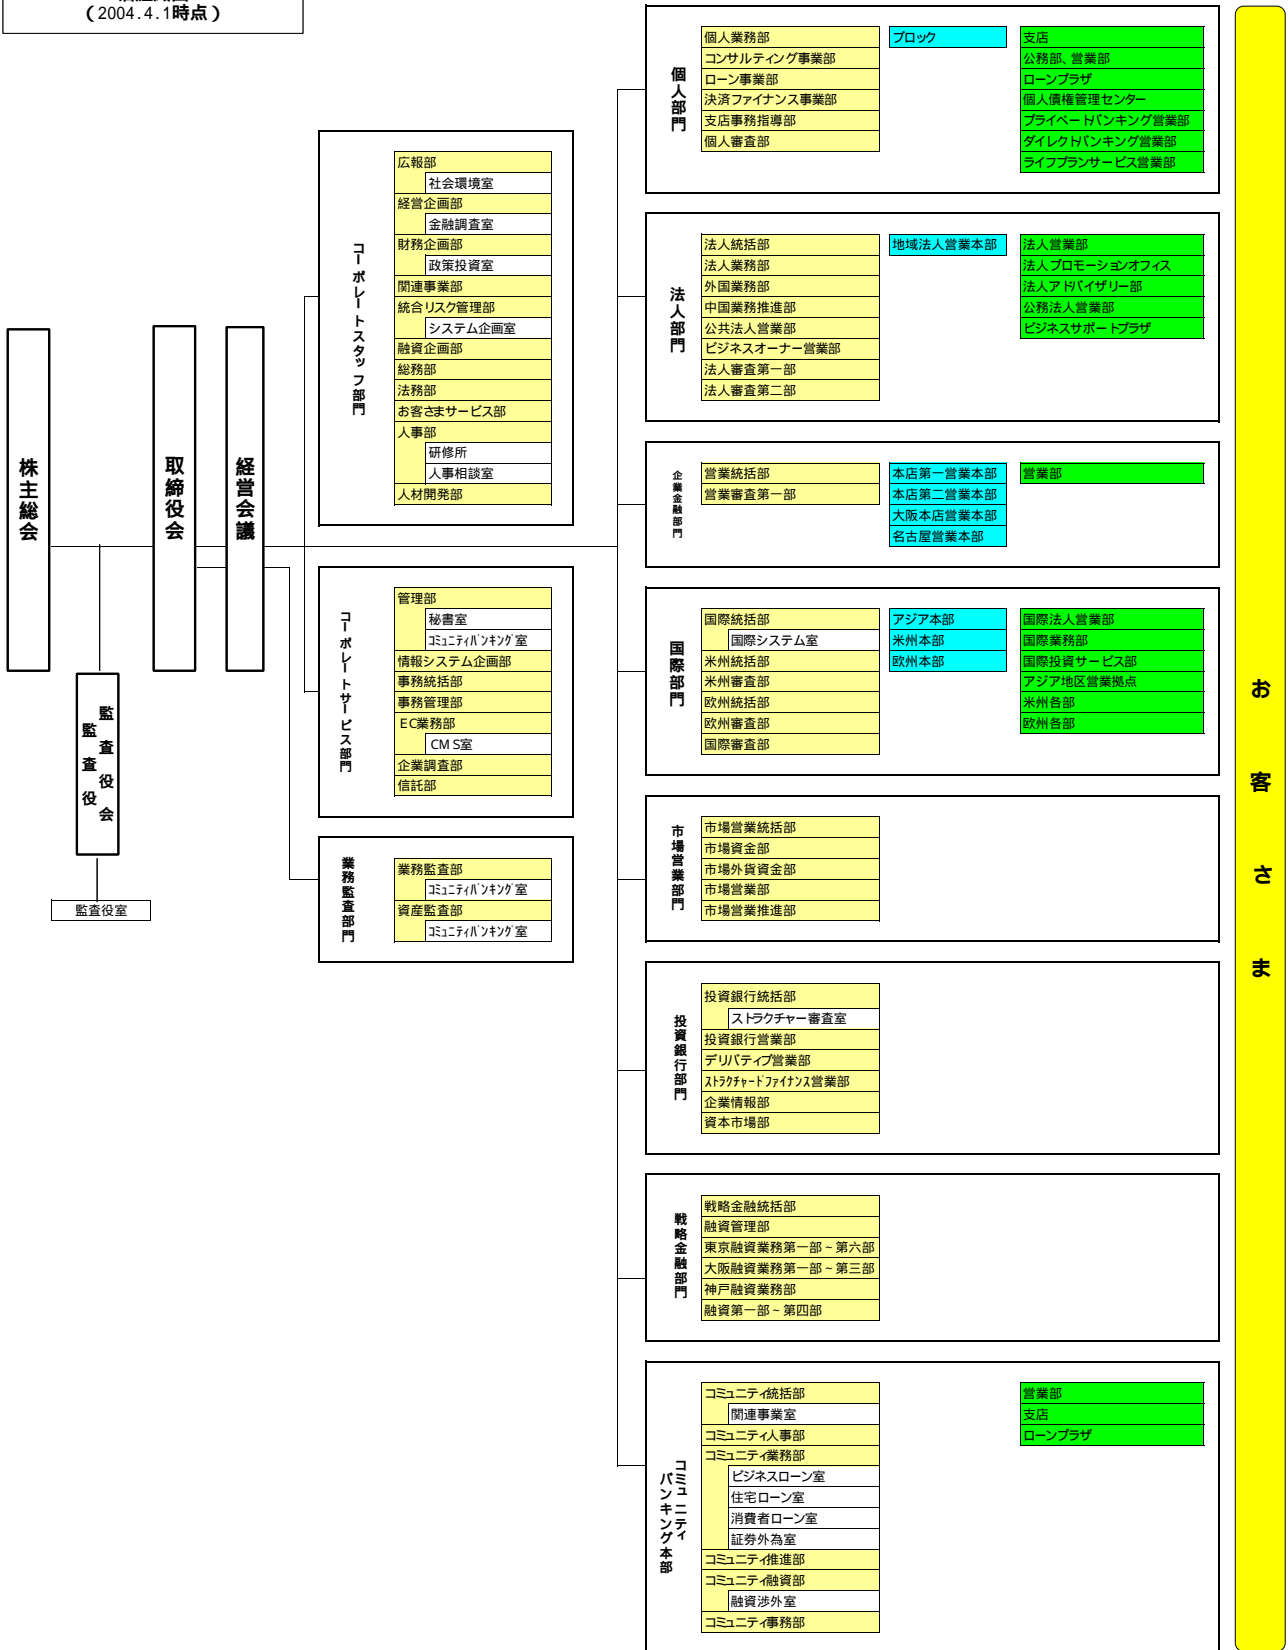 (2004.4.1時点)
株主総会
監査役
監査役会
監査役室
取締役会
経営会議
コーポレートスタッフ部門
広報部
社会環境室
経営企画部
金融調査室
財務企画部
政策投資室
関連事業部
統合リスク管理部
システム企画室
融資企画部
総務部
法務部
お客さまサービス部
人事部
研修所
人事相談室
人材開発部
コーポレートサービス部門
管理部
秘書室
コミュニティバンキング室
情報システム企画部
事務統括部
事務管理部
EC業務部
CMS室
企業調査部
信託部
業務監査部門
業務監査部
コミュニティバンキング室
資産監査部
コミュニティバンキング室
個人部門
個人業務部
コンサルティング事業部
ローン事業部
決済ファイナンス事業部
支店事務指導部
個人審査部
ブロック
支店
公務部、営業部
ローンプラザ
個人債権管理センター
プライベートバンキング営業部
ダイレクトバンキング営業部
ライフプランサービス営業部
法人部門
法人統括部
法人業務部
外国業務部
中国業務推進部
公共法人営業部
ビジネスオーナー営業部
法人審査第一部
法人審査第二部
地域法人営業本部
法人営業部
法人プロモーションオフィス
法人アドバイザリー部
公務法人営業部
ビジネスサポートプラザ
企業金融部門
営業統括部
営業審査第一部
本店第一営業本部
本店第二営業本部
大阪本店営業本部
名古屋営業本部
営業部
国際部門
国際統括部
国際システム室
米州統括部
米州審査部
欧州統括部
欧州審査部
国際審査部
アジア本部
米州本部
欧州本部
国際法人営業部
国際業務部
国際投資サービス部
アジア地区営業拠点
米州各部
欧州各部
市場営業部門
市場営業統括部
市場資金部
市場外貨資金部
市場営業部
市場営業推進部
投資銀行部門
投資銀行統括部
ストラクチャー審査室
投資銀行営業部
デリバティブ営業部
ストラクチャードファイナンス営業部
企業情報部
資本市場部
戦略金融部門
戦略金融統括部
融資管理部
東京融資業務第一部~第六部
大阪融資業務第一部~第三部
神戸融資業務部
融資第一部~第四部
コミュニティ
バンキング本部
コミュニティ統括部
関連事業室
コミュニティ人事部
コミュニティ業務部
ビジネスローン室
住宅ローン室
消費者ローン室
証券外為室
コミュニティ推進部
コミュニティ融資部
融資渉外室
コミュニティ事務部
営業部
支店
ローンプラザ
お客さま